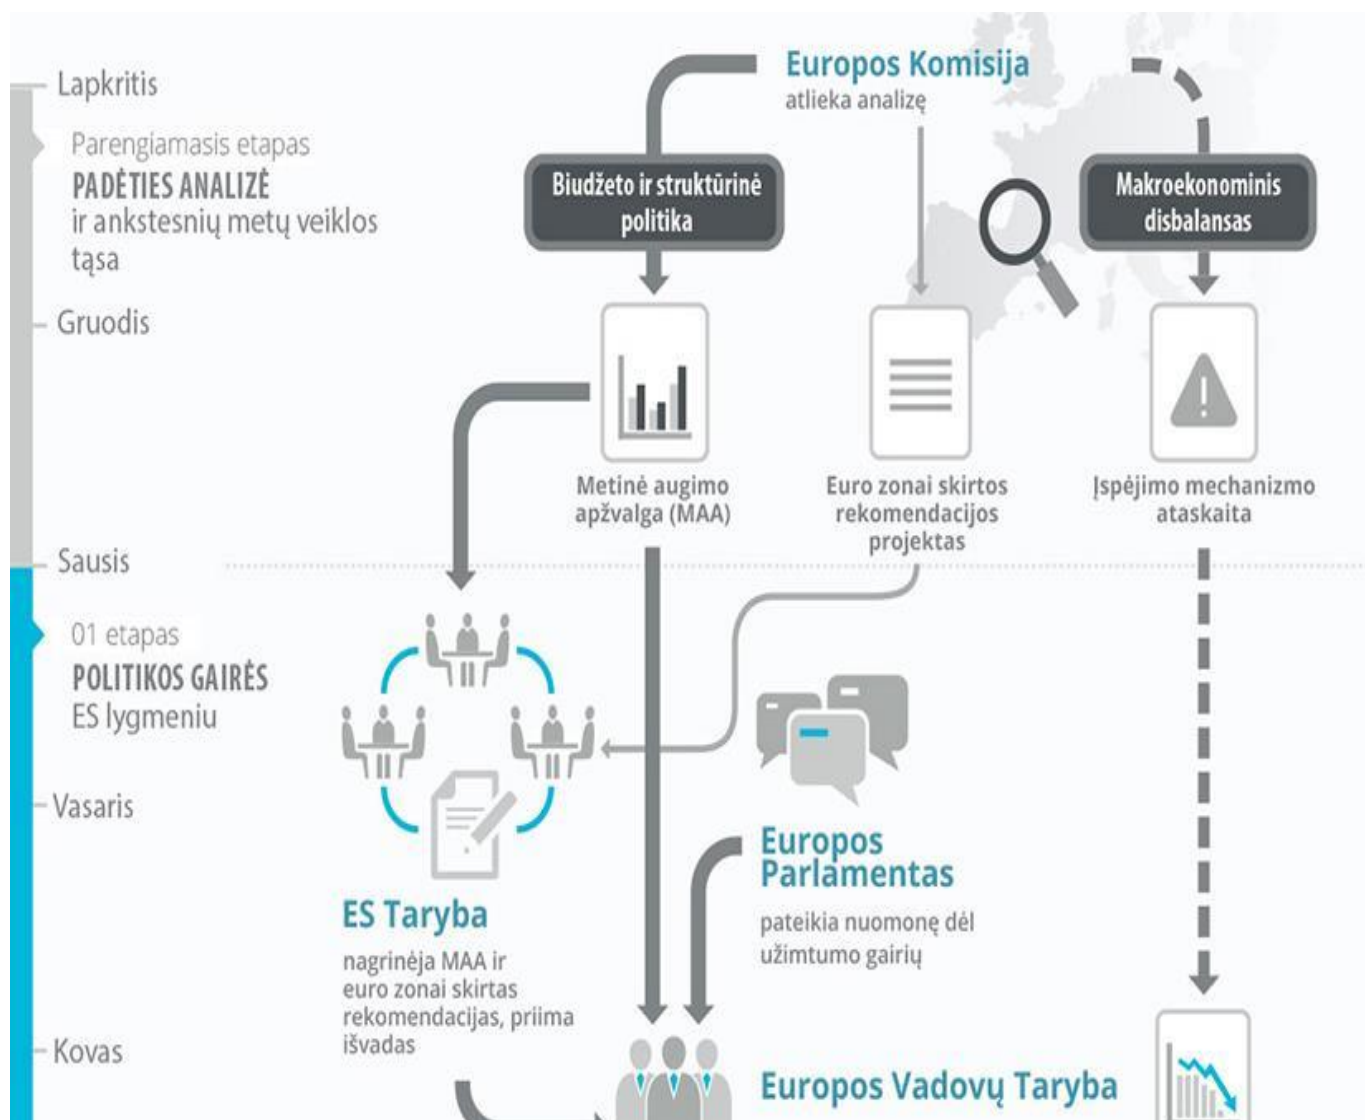 Lapkritis
Parengiamasis etapas
PADĖTIES ANALIZĖ
ir ankstesnių metų veiklos
tąsa
Gruodis
Sausis
01 etapas
POLITIKOS GAIRĖS
ES lygmeniu
Vasaris
Kovas
Europos Komisija
atlieka analizę
Biudžeto ir struktūrinė
politika
Makroekonominis
disbalansas
Metinė augimo
apžvalga (MAA)
Euro zonai skirtos
rekomendacijos
projektas
Įspėjimo mechanizmo
ataskaita
ES Taryba
nagrinėja MAA ir
euro zonai skirtas
rekomendacijas, priima
išvadas
Europos
Parlamentas
pateikia nuomonę dėl
užimtumo gairių
Europos Vadovų Taryba